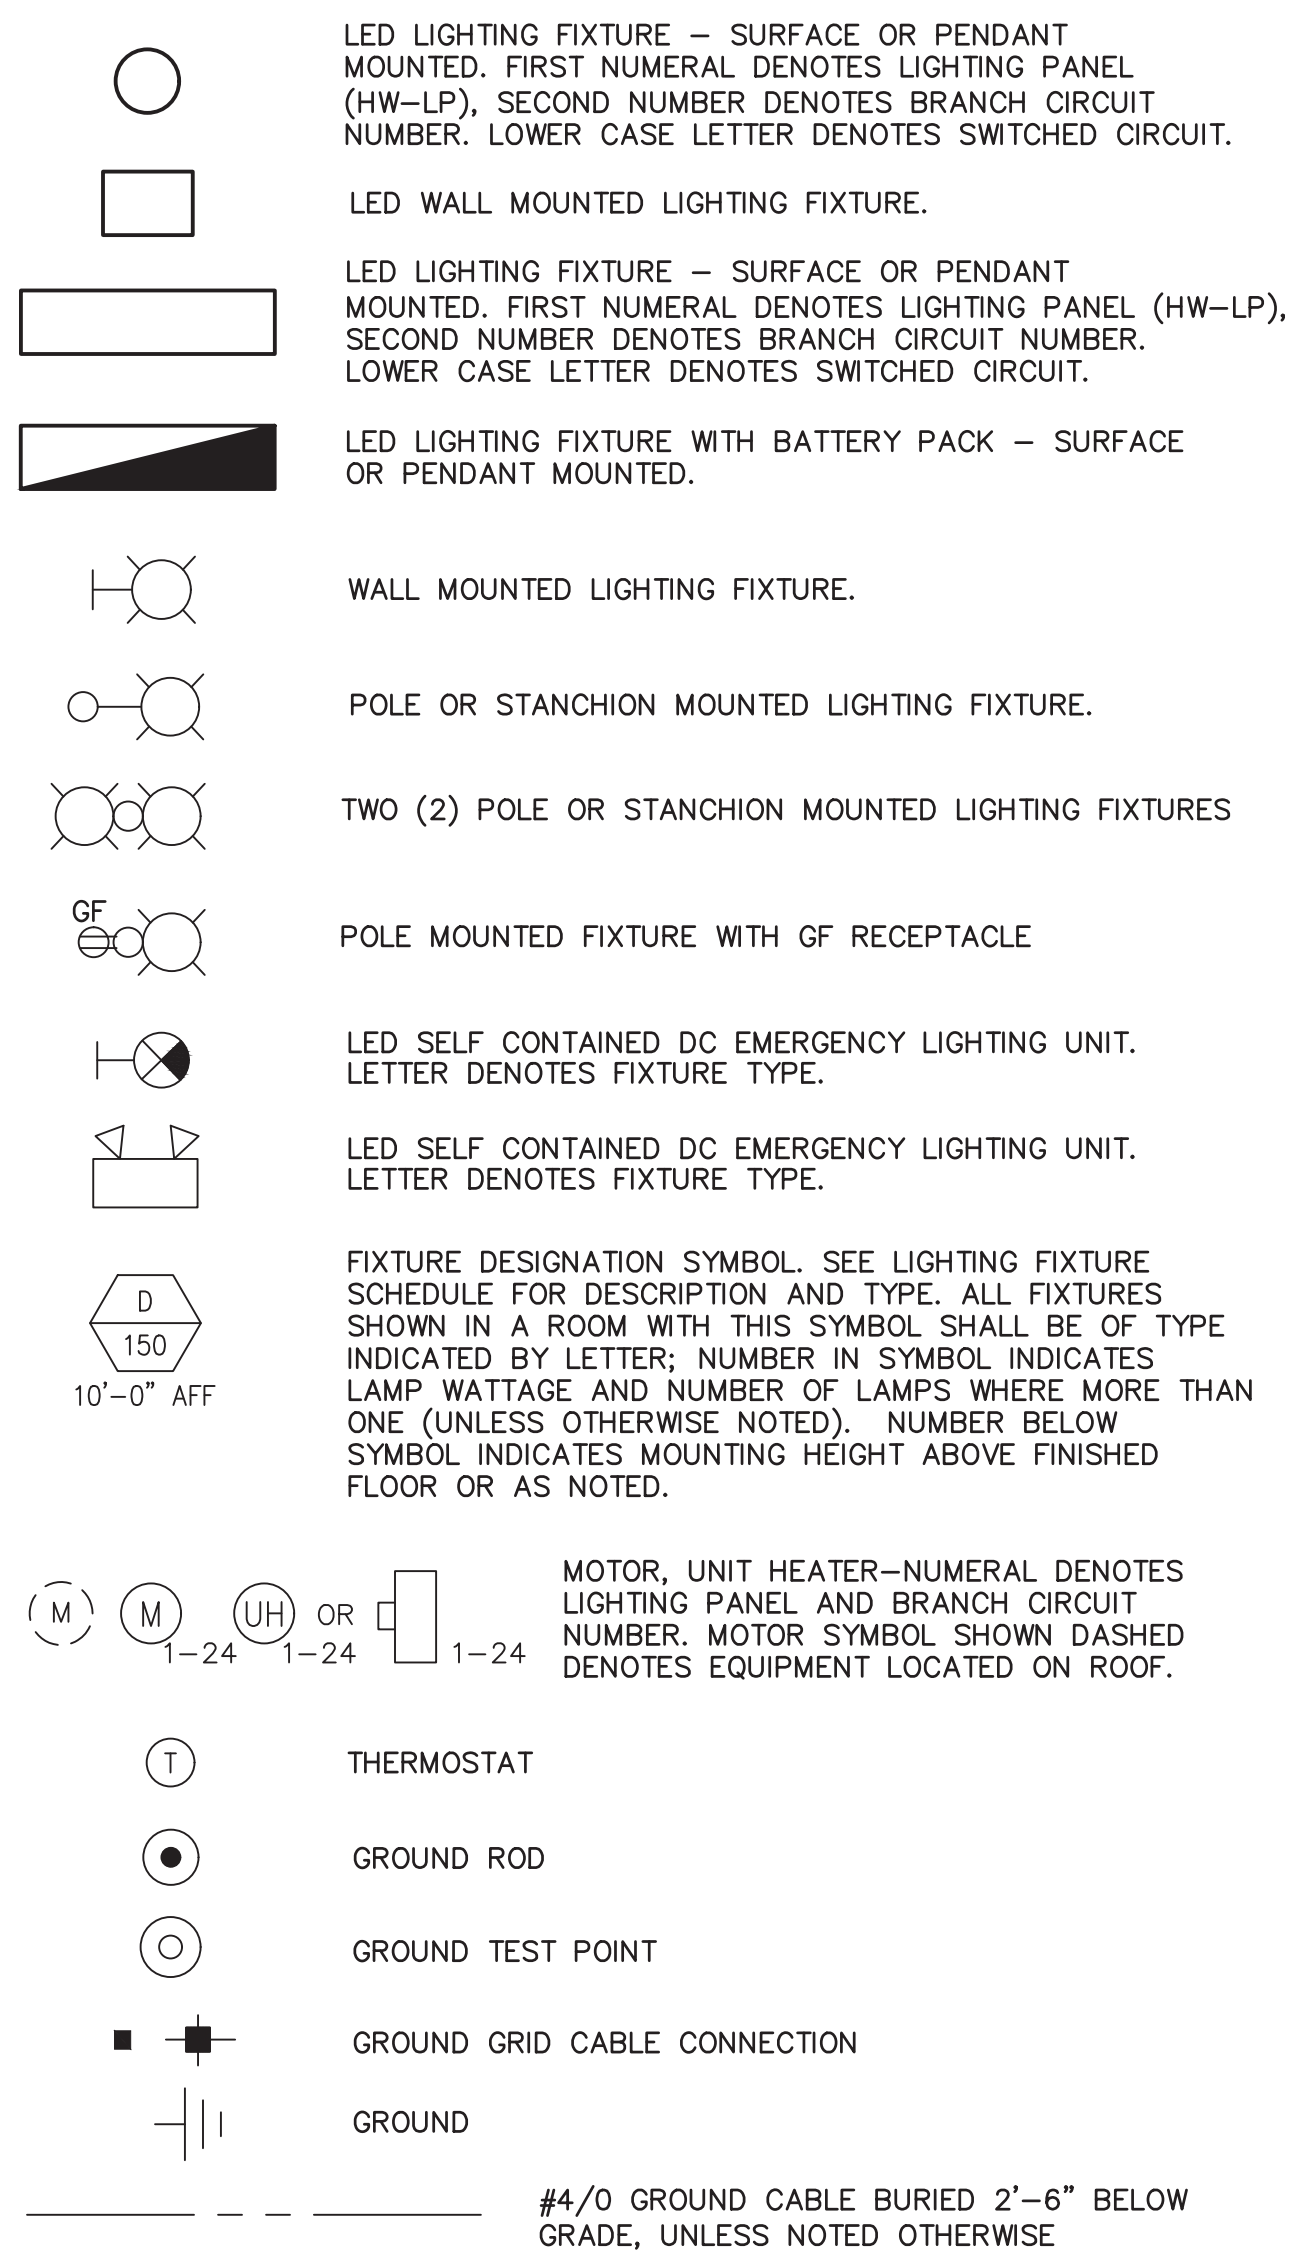 LED LIGHTING FIXTURE – SURFACE OR PENDANT
MOUNTED. FIRST NUMERAL DENOTES LIGHTING PANEL
(HW–LP), SECOND NUMBER DENOTES BRANCH CIRCUIT
NUMBER. LOWER CASE LETTER DENOTES SWITCHED CIRCUIT.
LED WALL MOUNTED LIGHTING FIXTURE.
LED LIGHTING FIXTURE – SURFACE OR PENDANT
MOUNTED. FIRST NUMERAL DENOTES LIGHTING PANEL (HW–LP),
SECOND NUMBER DENOTES BRANCH CIRCUIT NUMBER.
LOWER CASE LETTER DENOTES SWITCHED CIRCUIT.
LED LIGHTING FIXTURE WITH BATTERY PACK – SURFACE
OR PENDANT MOUNTED.
WALL MOUNTED LIGHTING FIXTURE.
POLE OR STANCHION MOUNTED LIGHTING FIXTURE.
TWO (2) POLE OR STANCHION MOUNTED LIGHTING FIXTURES
GF
POLE MOUNTED FIXTURE WITH GF RECEPTACLE
LED SELF CONTAINED DC EMERGENCY LIGHTING UNIT.
LETTER DENOTES FIXTURE TYPE.
LED SELF CONTAINED DC EMERGENCY LIGHTING UNIT.
LETTER DENOTES FIXTURE TYPE.
D
150
10'–0" AFF
FIXTURE DESIGNATION SYMBOL. SEE LIGHTING FIXTURE
SCHEDULE FOR DESCRIPTION AND TYPE. ALL FIXTURES
SHOWN IN A ROOM WITH THIS SYMBOL SHALL BE OF TYPE
INDICATED BY LETTER; NUMBER IN SYMBOL INDICATES
LAMP WATTAGE AND NUMBER OF LAMPS WHERE MORE THAN
ONE (UNLESS OTHERWISE NOTED). NUMBER BELOW
SYMBOL INDICATES MOUNTING HEIGHT ABOVE FINISHED
FLOOR OR AS NOTED.
M M UH OR
1–24 1–24 1–24
MOTOR, UNIT HEATER–NUMERAL DENOTES
LIGHTING PANEL AND BRANCH CIRCUIT
NUMBER. MOTOR SYMBOL SHOWN DASHED
DENOTES EQUIPMENT LOCATED ON ROOF.
T
THERMOSTAT
GROUND ROD
GROUND TEST POINT
GROUND GRID CABLE CONNECTION
GROUND
#4/0 GROUND CABLE BURIED 2'–6" BELOW
GRADE, UNLESS NOTED OTHERWISE